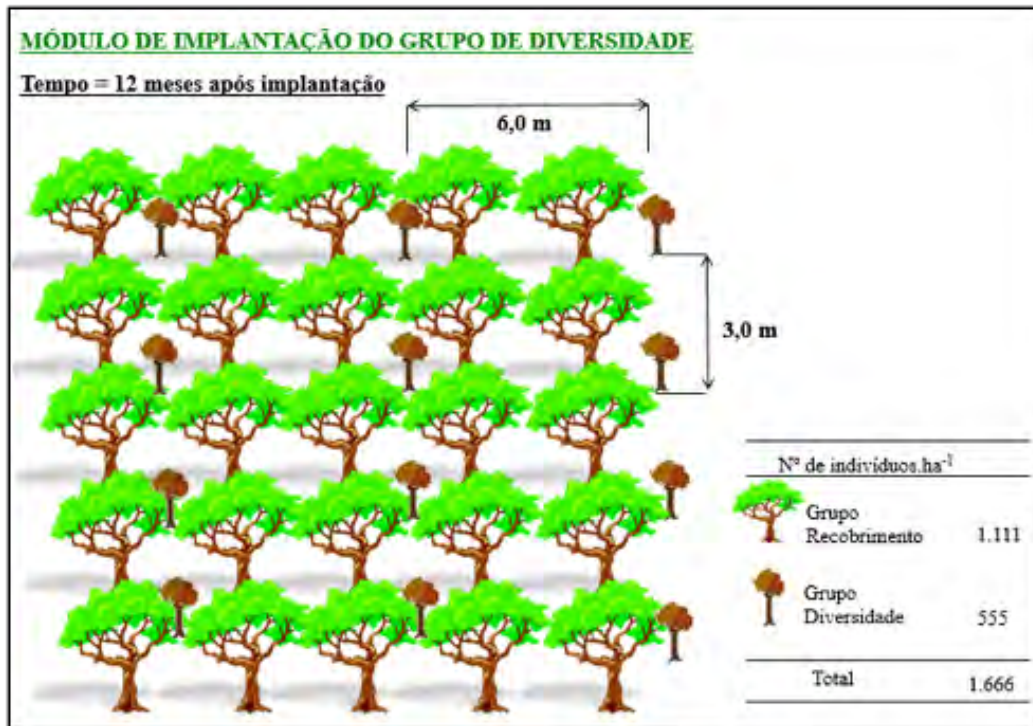 MÓDULO DE IMPLANTAÇÃO DO GRUPO DE DIVERSIDADE
Tempo = 12 meses após implantação
6,0 m
3,0 m
Nº de indivíduos.ha⁻¹
Grupo
Recobrimento 1.111
Grupo
Diversidade 555
Total 1.666